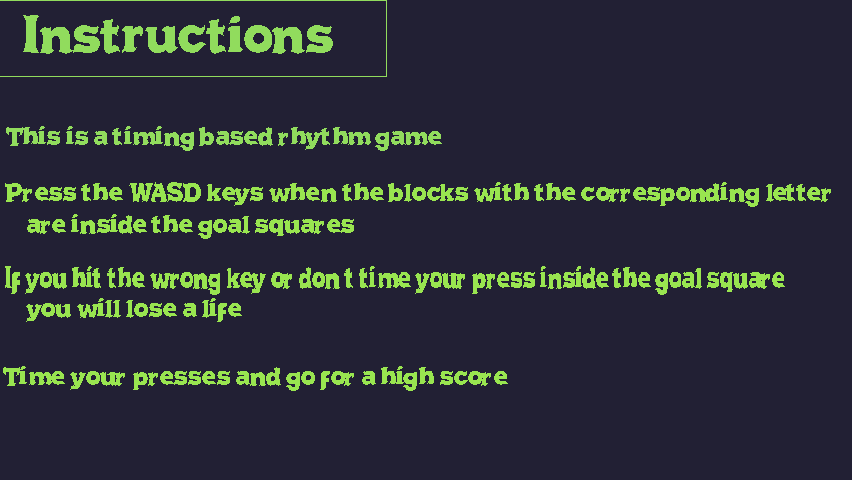 Instructions
This is a timing based rhythm game
Press the WASD keys when the blocks with the corresponding letter
are inside the goal squares
If you hit the wrong key or don t time your press inside the goal square
you will lose a life
Time your presses and go for a high score